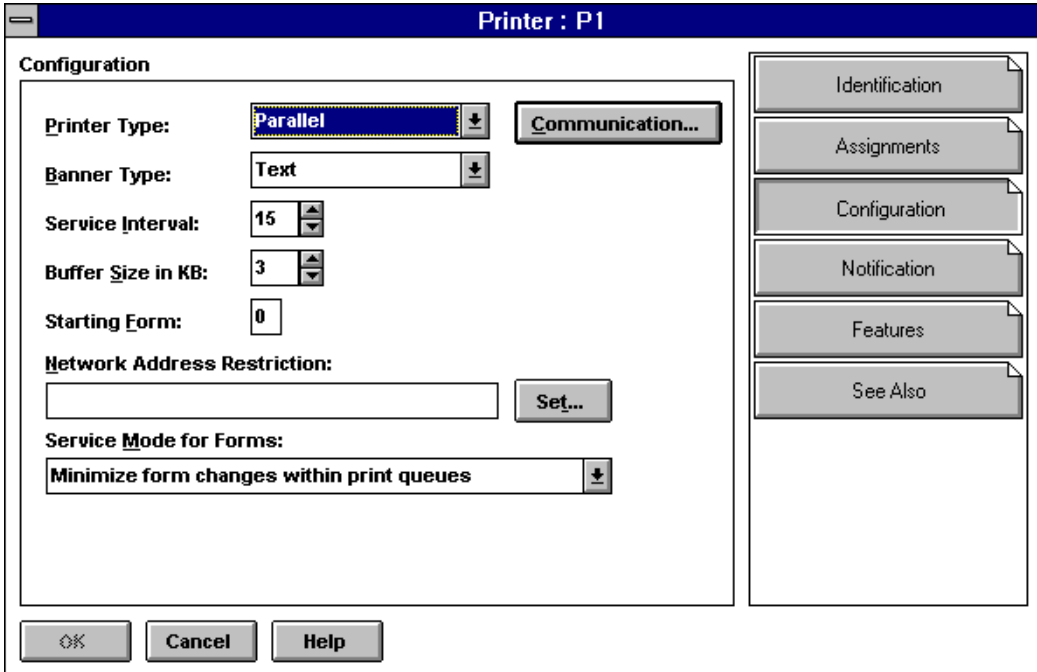 Printer : P1
Configuration
Printer Type:
Parallel
Communication...
Banner Type:
Text
Service Interval:
15
Buffer Size in KB:
3
Starting Form:
0
Network Address Restriction:
Set...
Service Mode for Forms:
Minimize form changes within print queues
Identification
Assignments
Configuration
Notification
Features
See Also
OK
Cancel
Help